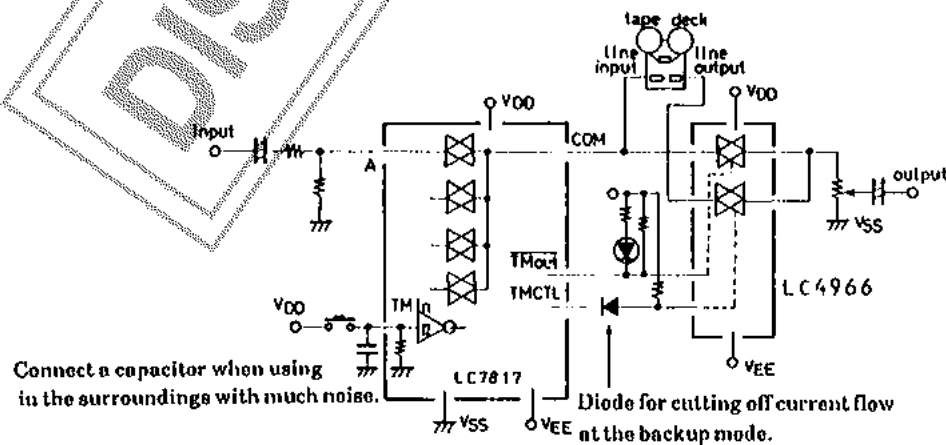 DIS
tape deck
line line
input output
VDD
VDD
Input
A
COM
output
VSS
TMout
TMCTL
LC4966
VDD
TM In
VEE
Connect a capacitor when using
in the surroundings with much noise.
LC7817
VSS
VEE
Diode for cutting off current flow
at the backup mode.